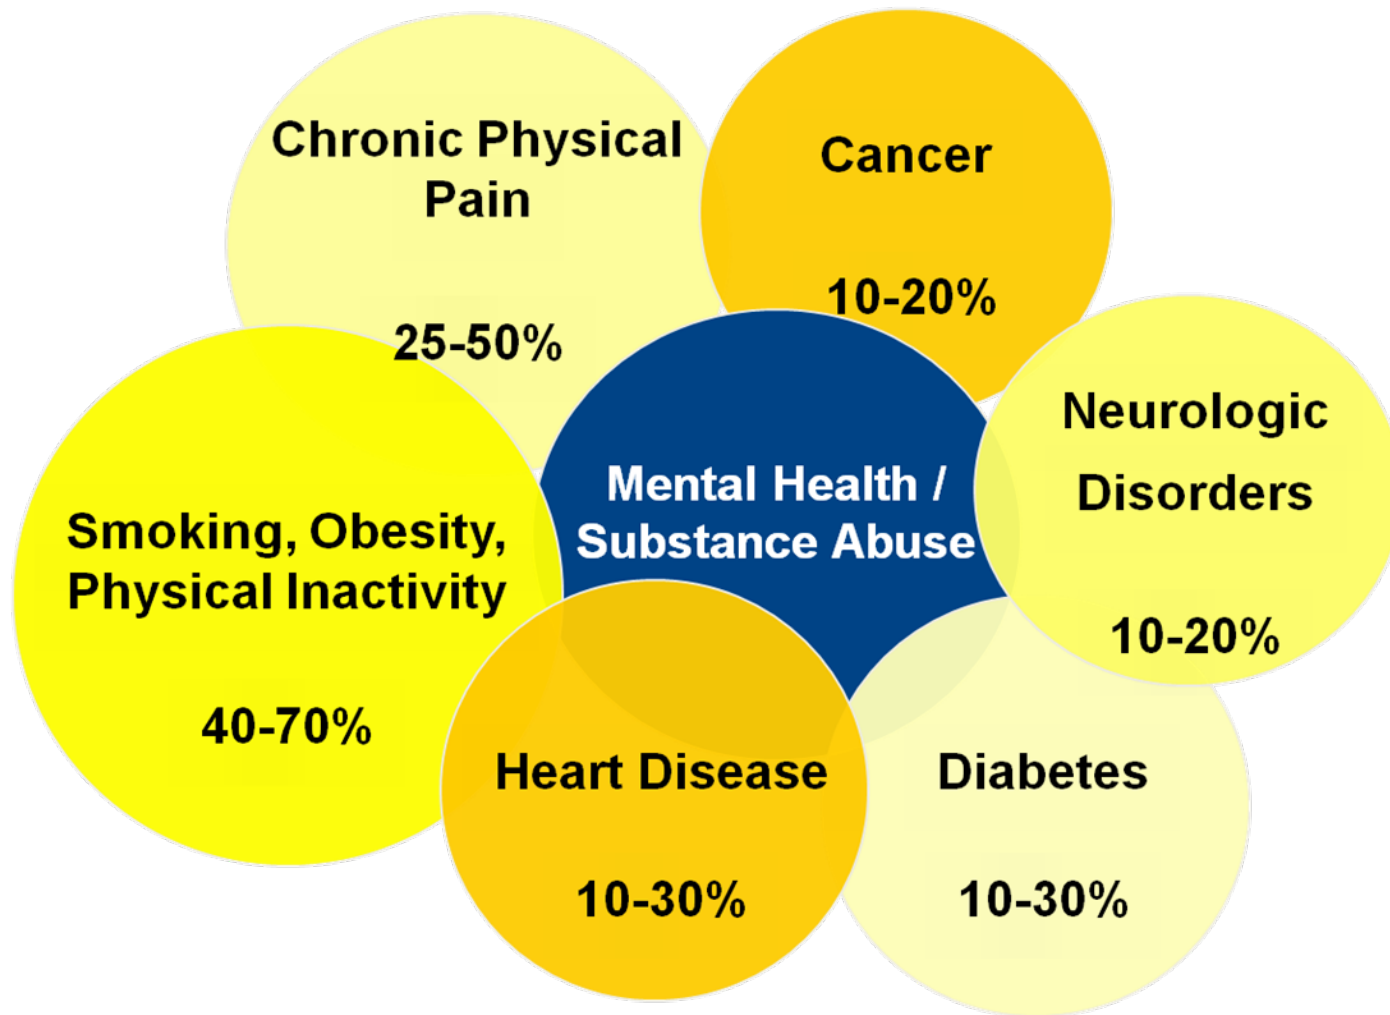 Chronic Physical
Pain
25-50%
Cancer
10-20%
Neurologic
Disorders
10-20%
Mental Health /
Substance Abuse
Smoking, Obesity,
Physical Inactivity
40-70%
Heart Disease
10-30%
Diabetes
10-30%